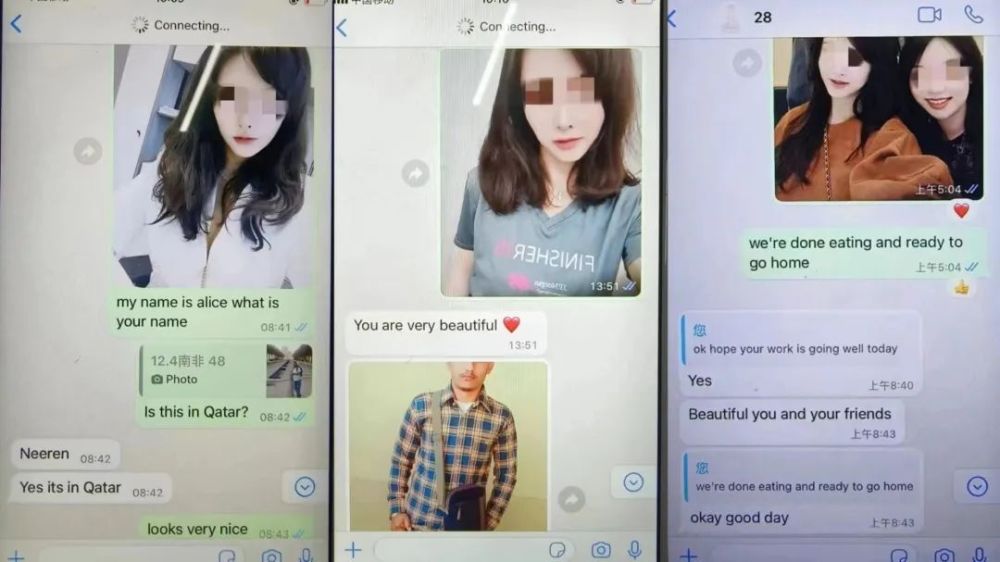 Connecting...
my name is alice what is
your name
08:41
12.4南非 48
Photo
Is this in Qatar?
08:42
Neeren
08:42
Yes its in Qatar
08:42
looks very nice
08:43
Connecting...
FINISHER
13:51
You are very beautiful ❤️
13:51
28
上午5:04
❤️
we're done eating and ready to
go home
上午5:04
👍
您
ok hope your work is going well today
Yes
上午8:40
Beautiful you and your friends
上午8:43
您
we're done eating and ready to go home
okay good day
上午8:43